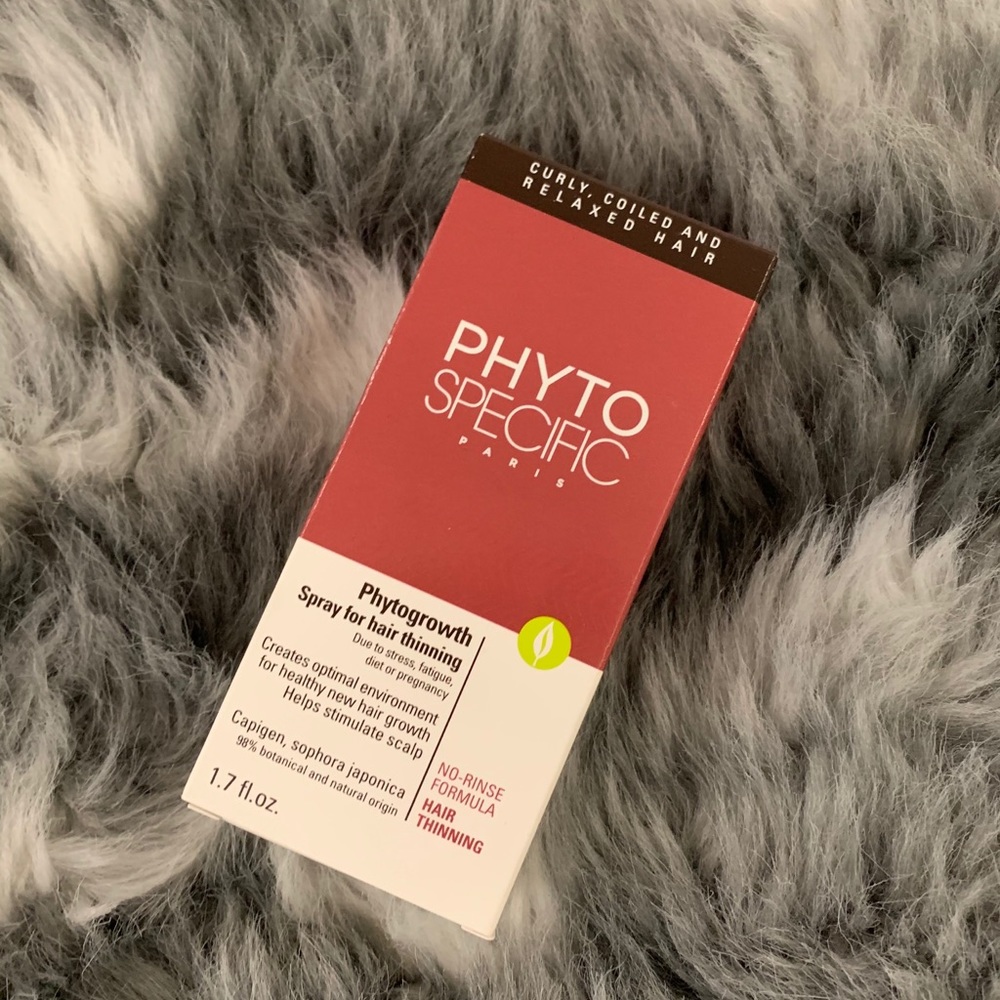 CURLY, COILED AND
RELAXED HAIR
PHYTO
SPECIFIC
PARIS
Phytogrowth
Spray for hair thinning
Due to stress, fatigue,
diet or pregnancy
Creates optimal environment
for healthy new hair growth
Helps stimulate scalp
Capigen, sophora japonica
98% botanical and natural origin
1.7 fl.oz.
NO-RINSE
FORMULA
HAIR
THINNING